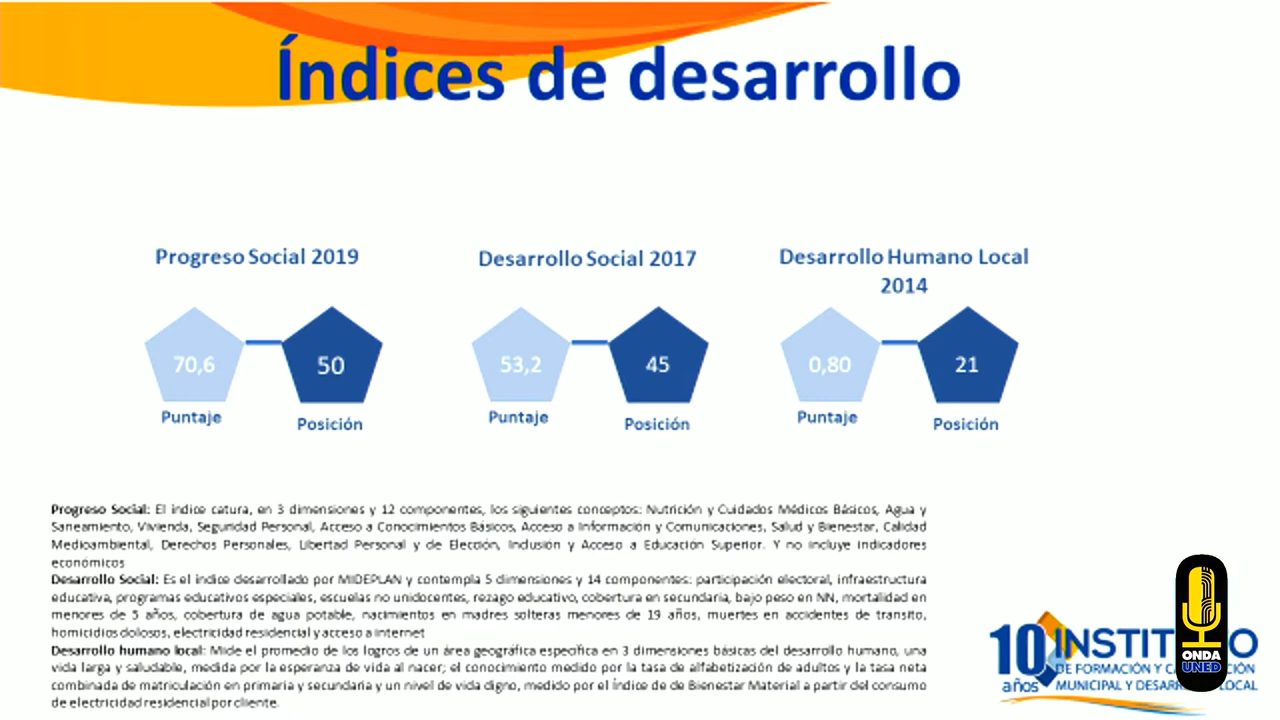 Índices de desarrollo
Progreso Social 2019
Desarrollo Social 2017
Desarrollo Humano Local
2014
70,6
50
53,2
45
0,80
21
Puntaje
Posición
Puntaje
Posición
Puntaje
Posición
Progreso Social: El índice catura, en 3 dimensiones y 12 componentes, los siguientes conceptos: Nutrición y Cuidados Médicos Básicos, Agua y
Saneamiento, Vivienda, Seguridad Personal, Acceso a Conocimientos Básicos, Acceso a Información y Comunicaciones, Salud y Bienestar, Calidad
Medioambiental, Derechos Personales, Libertad Personal y de Elección, Inclusión y Acceso a Educación Superior. Y no incluye indicadores
económicos
Desarrollo Social: Es el índice desarrollado por MIDEPLAN y contempla 5 dimensiones y 14 componentes: participación electoral, infraestructura
educativa, programas educativos especiales, escuelas no unidocentes, rezago educativo, cobertura en secundaria, bajo peso en NN, mortalidad en
menores de 5 años, cobertura de agua potable, nacimientos en madres solteras menores de 19 años, muertes en accidentes de transito,
homicidios dolosos, electricidad residencial y acceso a internet
Desarrollo humano local: Mide el promedio de los logros de un área geográfica específica en 3 dimensiones básicas del desarrollo humano, una
vida larga y saludable, medida por la esperanza de vida al nacer; el conocimiento medido por la tasa de alfabetización de adultos y la tasa neta
combinada de matriculación en primaria y secundaria y un nivel de vida digno, medido por el Índice de de Bienestar Material a partir del consumo
de electricidad residencial por cliente.
10 años
DE FORMACIÓN Y
MUNICIPAL Y LOCAL
ONDA
UNED